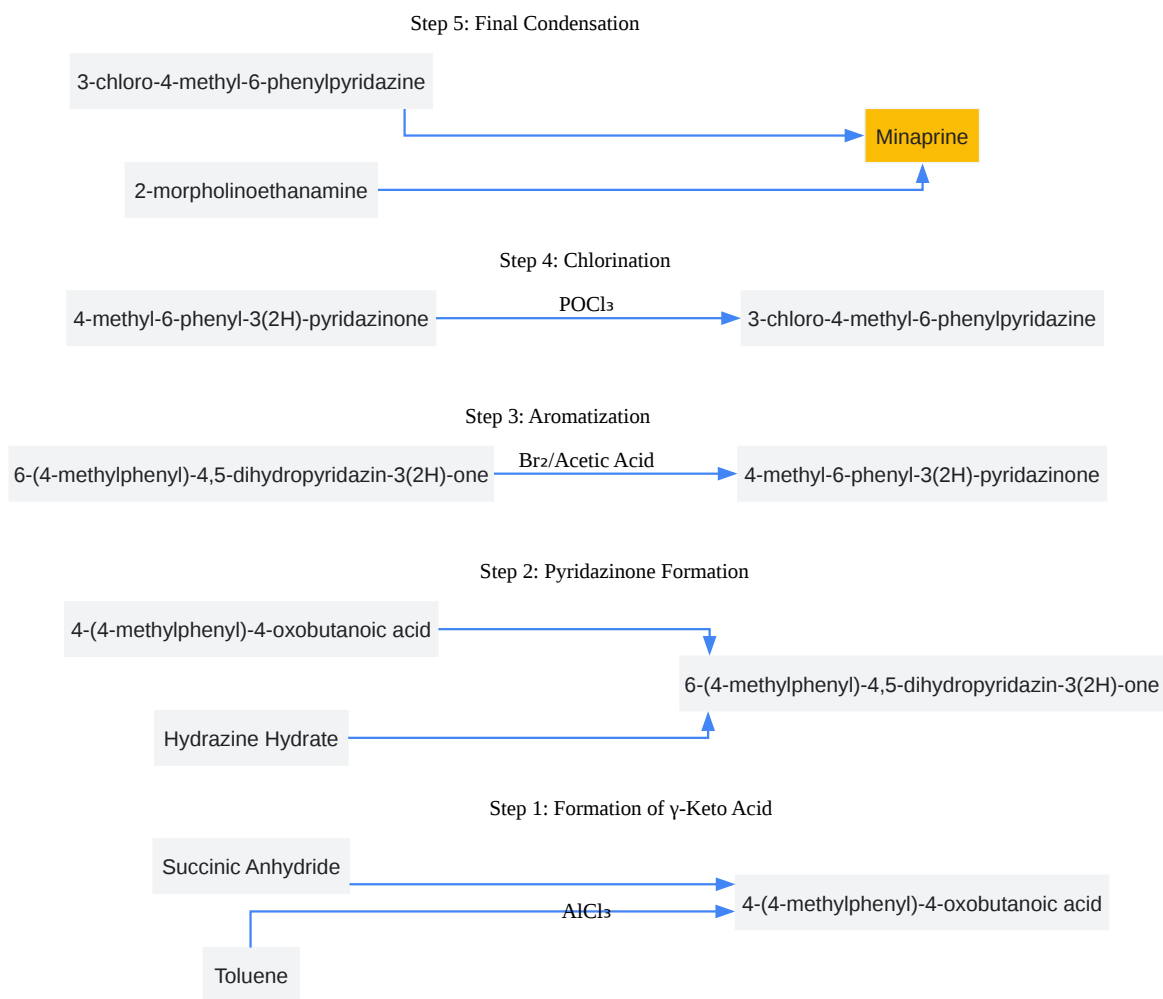 Step 5: Final Condensation
3-chloro-4-methyl-6-phenylpyridazine
Minaprine
2-morpholinoethanamine
Step 4: Chlorination
4-methyl-6-phenyl-3(2H)-pyridazinone
POCl₃
3-chloro-4-methyl-6-phenylpyridazine
Step 3: Aromatization
6-(4-methylphenyl)-4,5-dihydropyridazin-3(2H)-one
Br₂/Acetic Acid
4-methyl-6-phenyl-3(2H)-pyridazinone
Step 2: Pyridazinone Formation
4-(4-methylphenyl)-4-oxobutanoic acid
6-(4-methylphenyl)-4,5-dihydropyridazin-3(2H)-one
Hydrazine Hydrate
Step 1: Formation of γ-Keto Acid
Succinic Anhydride
4-(4-methylphenyl)-4-oxobutanoic acid
AlCl₃
Toluene